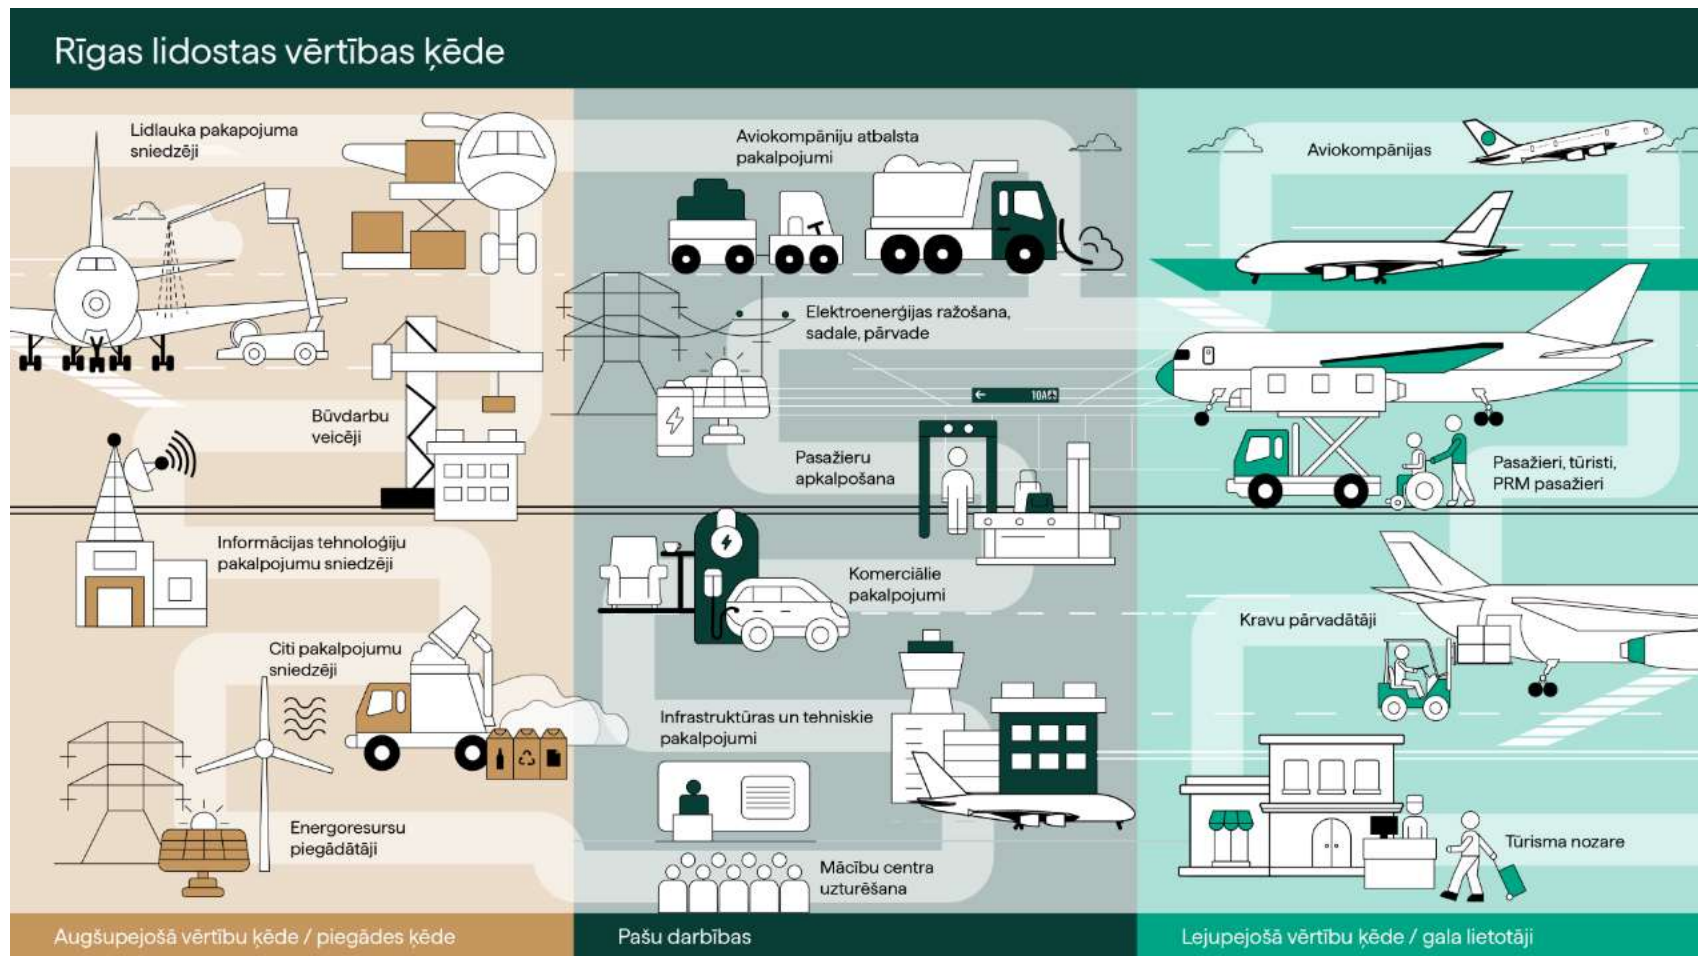 Rīgas lidostas vērtības ķēde
Lidlauka pakapojuma
sniedzēji
Būvdarbu
veicēji
Informācijas tehnoloģiju
pakalpojumu sniedzēji
Citi pakalpojumu
sniedzēji
Energoresursu
piegādātāji
Augšupejošā vērtību ķēde / piegādes ķēde
Aviokompāniju atbalsta
pakalpojumi
Elektroenerģijas ražošana,
sadale, pārvade
← 10A
Pasažieru
apkalpošana
Komerciālie
pakalpojumi
Infrastruktūras un tehniskie
pakalpojumi
Mācību centra
uzturēšana
Pašu darbības
Aviokompānijas
Pasažieri, tūristi,
PRM pasažieri
Kravu pārvadātāji
Tūrisma nozare
Lejupejošā vērtību ķēde / gala lietotāji